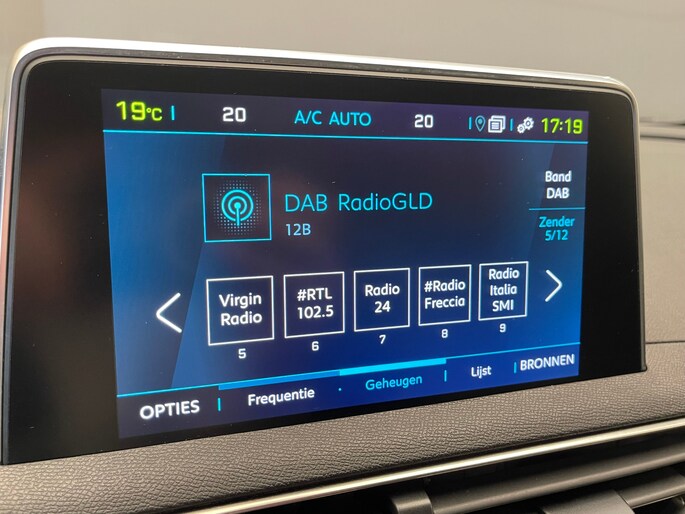 19°C 20 A/C AUTO 20 17:19
DAB RadioGLD
12B
Band
DAB
Zender
5/12
Virgin
Radio
5
#RTL
102.5
6
Radio
24
7
#Radio
Freccia
8
Radio
Italia
SMI
9
OPTIES Frequentie Geheugen Lijst BRONNEN